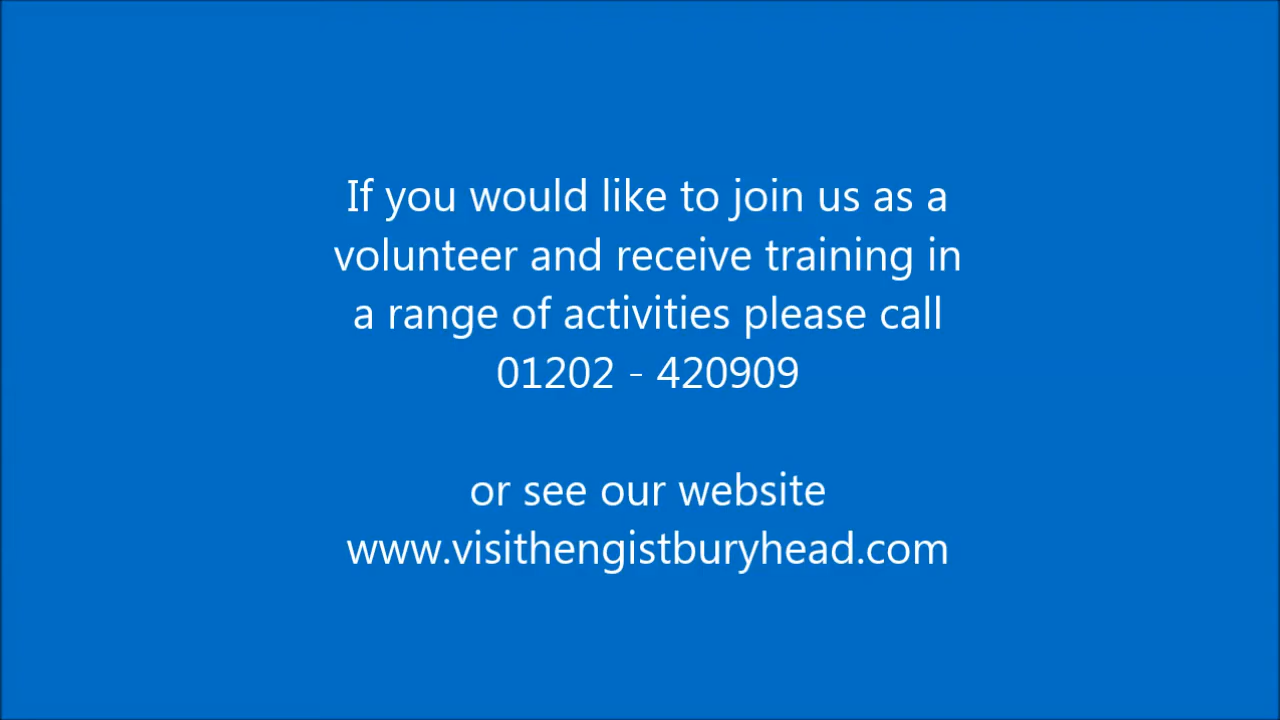 If you would like to join us as a
volunteer and receive training in
a range of activities please call
01202 - 420909
or see our website
www.visithengistburyhead.com